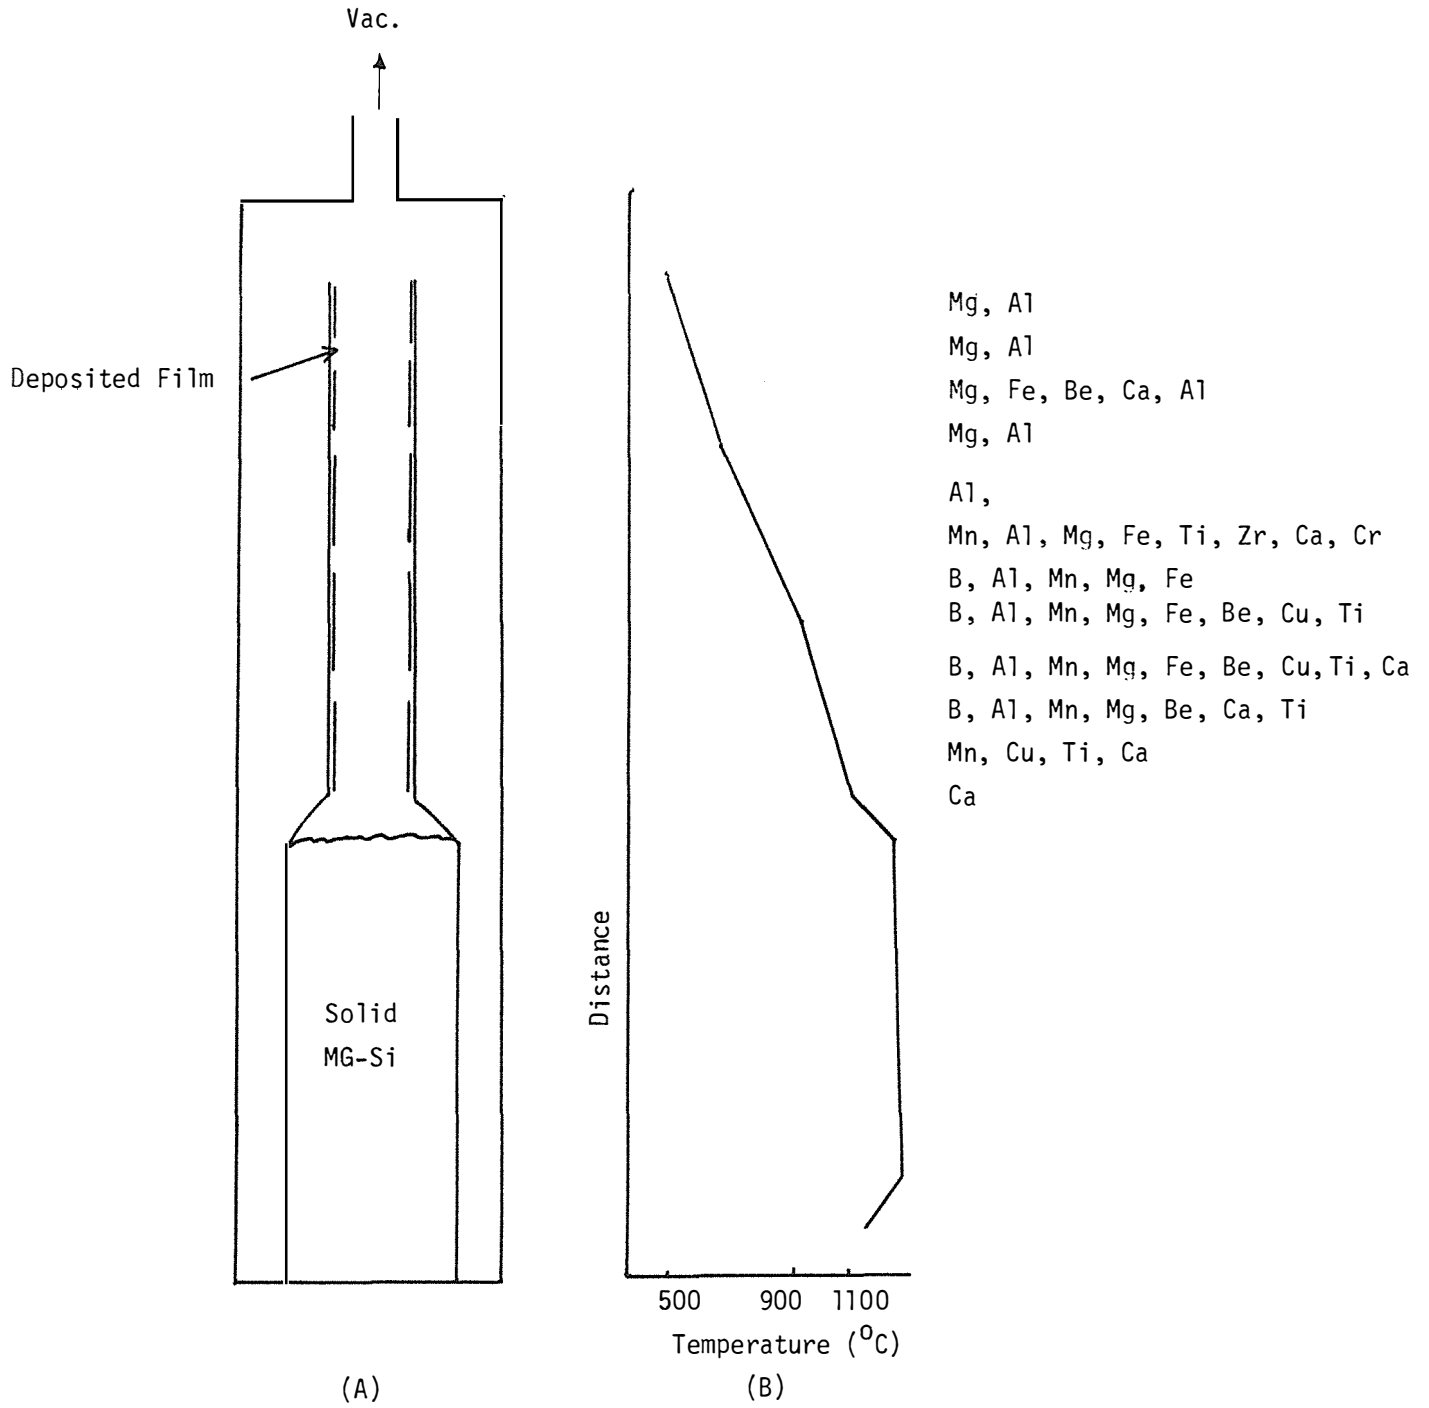 Vac.
Deposited Film
Solid
MG-Si
(A)
Distance
500 900 1100
Temperature (°C)
(B)
Mg, Al
Mg, Al
Mg, Fe, Be, Ca, Al
Mg, Al
Al,
Mn, Al, Mg, Fe, Ti, Zr, Ca, Cr
B, Al, Mn, Mg, Fe
B, Al, Mn, Mg, Fe, Be, Cu, Ti
B, Al, Mn, Mg, Fe, Be, Cu, Ti, Ca
B, Al, Mn, Mg, Be, Ca, Ti
Mn, Cu, Ti, Ca
Ca